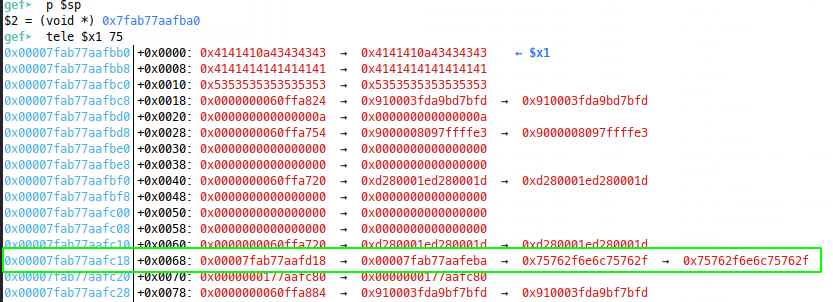 gef➤ p $sp
$2 = (void *) 0x7fab77aafba0
gef➤ tele $x1 75
0x00007fab77aafbb0│+0x0000: 0x4141410a43434343 → 0x4141410a43434343 ← $x1
0x00007fab77aafbb8│+0x0008: 0x4141414141414141 → 0x4141414141414141
0x00007fab77aafbc0│+0x0010: 0x5353535353535353 → 0x5353535353535353
0x00007fab77aafbc8│+0x0018: 0x0000000060ffa824 → 0x910003fda9bd7bfd → 0x910003fda9bd7bfd
0x00007fab77aafbd0│+0x0020: 0x000000000000000a → 0x000000000000000a
0x00007fab77aafbd8│+0x0028: 0x0000000060ffa754 → 0x9000008097ffffe3 → 0x9000008097ffffe3
0x00007fab77aafbe0│+0x0030: 0x0000000000000000 → 0x0000000000000000
0x00007fab77aafbe8│+0x0038: 0x0000000000000000 → 0x0000000000000000
0x00007fab77aafbf0│+0x0040: 0x0000000060ffa720 → 0xd280001ed280001d → 0xd280001ed280001d
0x00007fab77aafbf8│+0x0048: 0x0000000000000000 → 0x0000000000000000
0x00007fab77aafc00│+0x0050: 0x0000000000000000 → 0x0000000000000000
0x00007fab77aafc08│+0x0058: 0x0000000000000000 → 0x0000000000000000
0x00007fab77aafc10│+0x0060: 0x0000000060ffa720 → 0xd280001ed280001d → 0xd280001ed280001d
0x00007fab77aafc18│+0x0068: 0x00007fab77aafd18 → 0x00007fab77aafeba → 0x75762f6e6c75762f → 0x75762f6e6c75762f
0x00007fab77aafc20│+0x0070: 0x0000000177aafc80 → 0x0000000177aafc80
0x00007fab77aafc28│+0x0078: 0x0000000060ffa884 → 0x910003fda9bf7bfd → 0x910003fda9bf7bfd